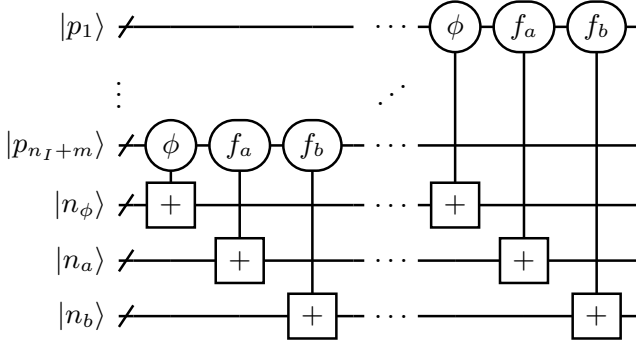 |p_1⟩ ⋯ ϕ f_a f_b
⋮ ⋰
|p_{n_I+m}⟩ ϕ f_a f_b ⋯
|n_ϕ⟩ + ⋯ +
|n_a⟩ + ⋯ +
|n_b⟩ + ⋯ +